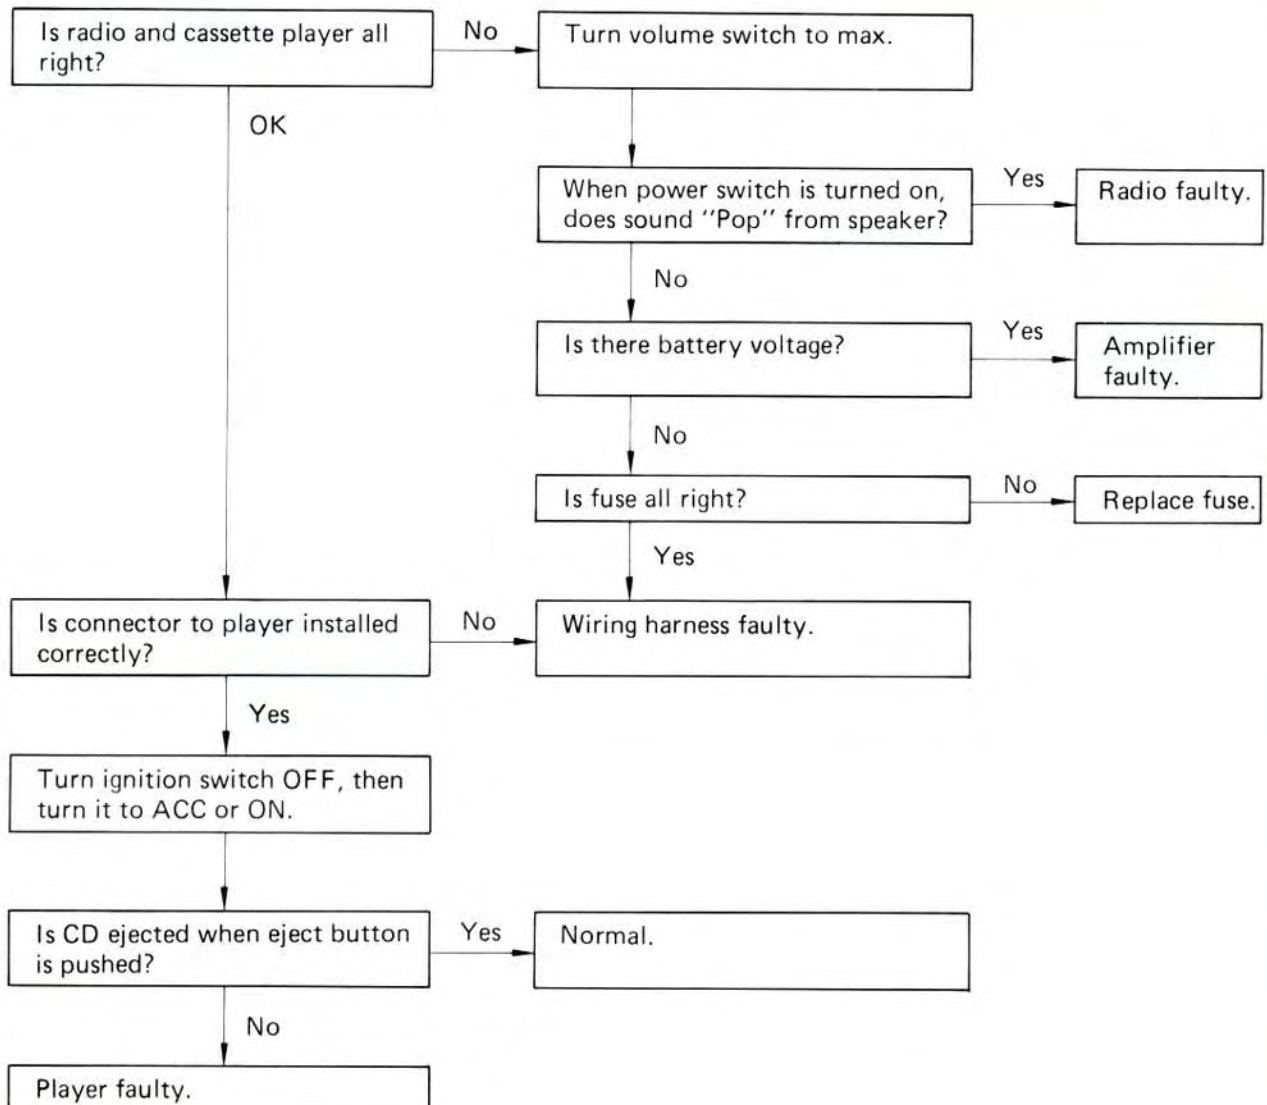 Is radio and cassette player all
right?
No
Turn volume switch to max.
OK
When power switch is turned on,
does sound "Pop" from speaker?
Yes
Radio faulty.
No
Is there battery voltage?
Yes
Amplifier
faulty.
No
Is fuse all right?
No
Replace fuse.
Yes
Is connector to player installed
correctly?
No
Wiring harness faulty.
Yes
Turn ignition switch OFF, then
turn it to ACC or ON.
Is CD ejected when eject button
is pushed?
Yes
Normal.
No
Player faulty.